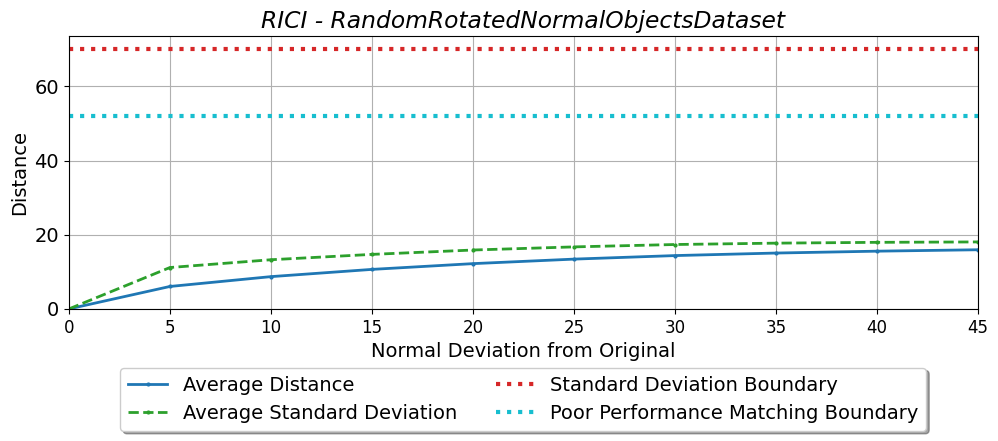 RICI - RandomRotatedNormalObjectsDataset
60
40
20
0
Distance
0 5 10 15 20 25 30 35 40 45
Normal Deviation from Original
Average Distance
Average Standard Deviation
Standard Deviation Boundary
Poor Performance Matching Boundary